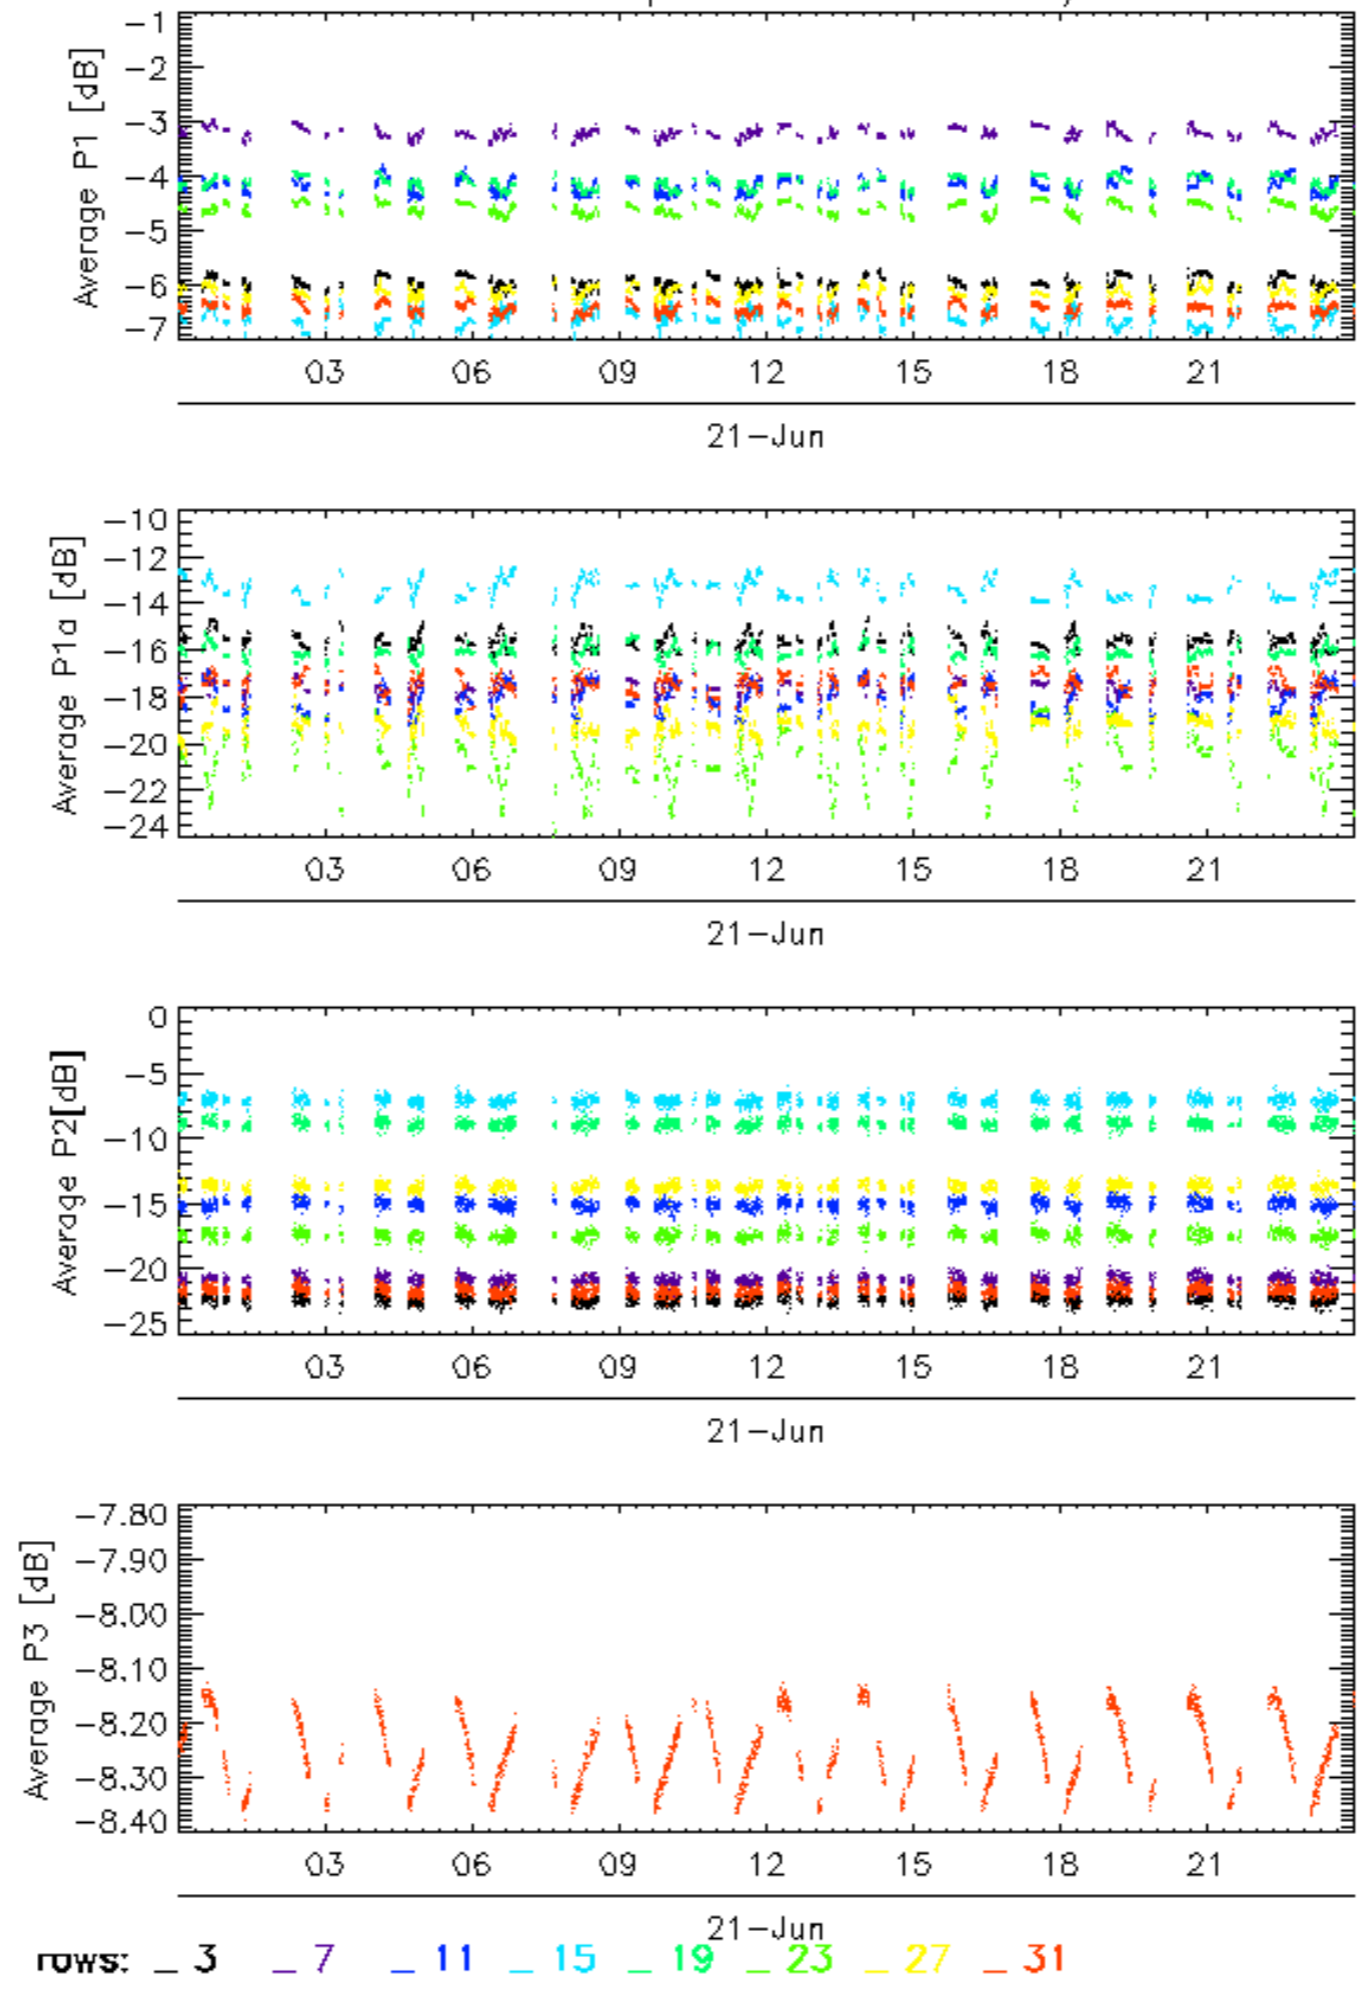 -1
-2
-3
-4
-5
-6
-7
Average P1 [dB]
03 06 09 12 15 18 21
21-Jun
-10
-12
-14
-16
-18
-20
-22
-24
Average P1a [dB]
03 06 09 12 15 18 21
21-Jun
0
-5
-10
-15
-20
-25
Average P2[dB]
03 06 09 12 15 18 21
21-Jun
-7.80
-7.90
-8.00
-8.10
-8.20
-8.30
-8.40
Average P3 [dB]
03 06 09 12 15 18 21
21-Jun
rows: _ 3 _ 7 _ 11 _ 15 _ 19 _ 23 _ 27 _ 31